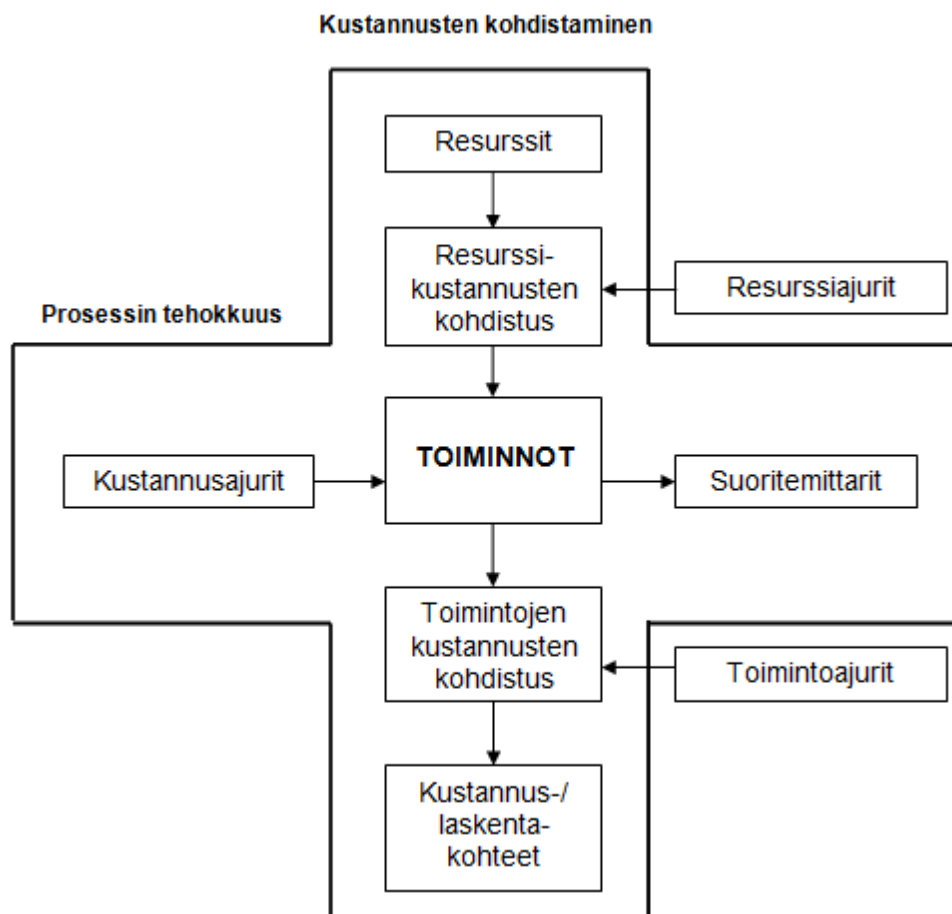 Kustannusten kohdistaminen
Resurssit
Resurssi-
kustannusten
kohdistus
Resurssiajurit
Prosessin tehokkuus
Kustannusajurit
TOIMINNOT
Suoritemittarit
Toimintojen
kustannusten
kohdistus
Toimintoajurit
Kustannus-/
laskenta-
kohteet